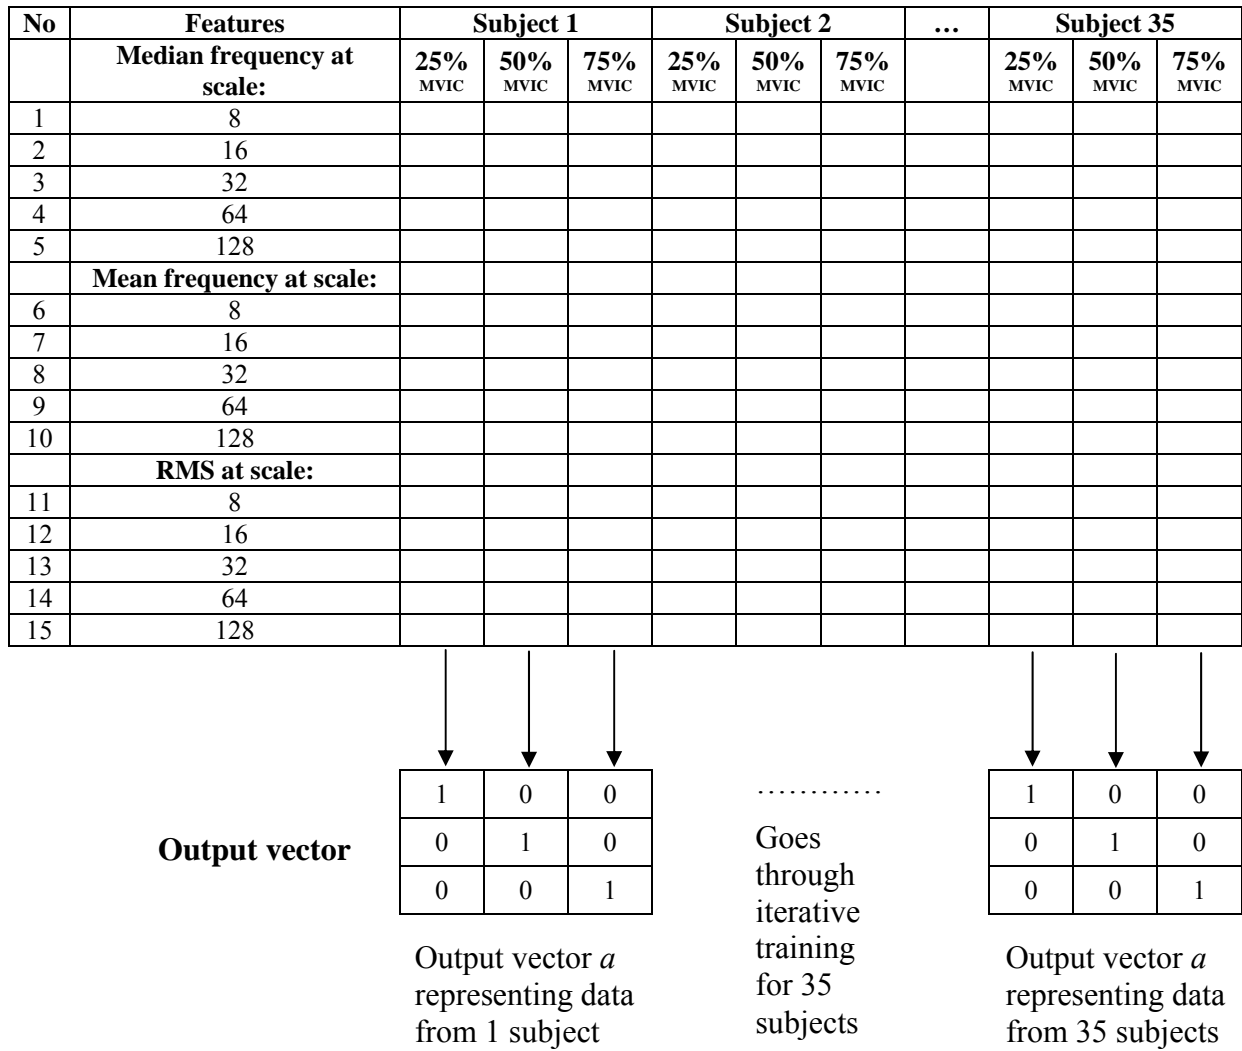 No Features Subject 1 Subject 2 … Subject 35
Median frequency at scale: 25% MVIC 50% MVIC 75% MVIC 25% MVIC 50% MVIC 75% MVIC 25% MVIC 50% MVIC 75% MVIC
1 8
2 16
3 32
4 64
5 128
Mean frequency at scale:
6 8
7 16
8 32
9 64
10 128
RMS at scale:
11 8
12 16
13 32
14 64
15 128
Output vector
1 0 0
0 1 0
0 0 1
Output vector a
representing data
from 1 subject
…………
Goes
through
iterative
training
for 35
subjects
1 0 0
0 1 0
0 0 1
Output vector a
representing data
from 35 subjects